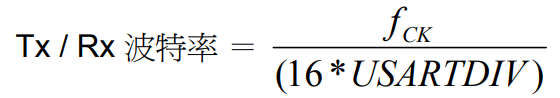 Tx / Rx 波特率 = f_CK / (16 * USARTDIV)